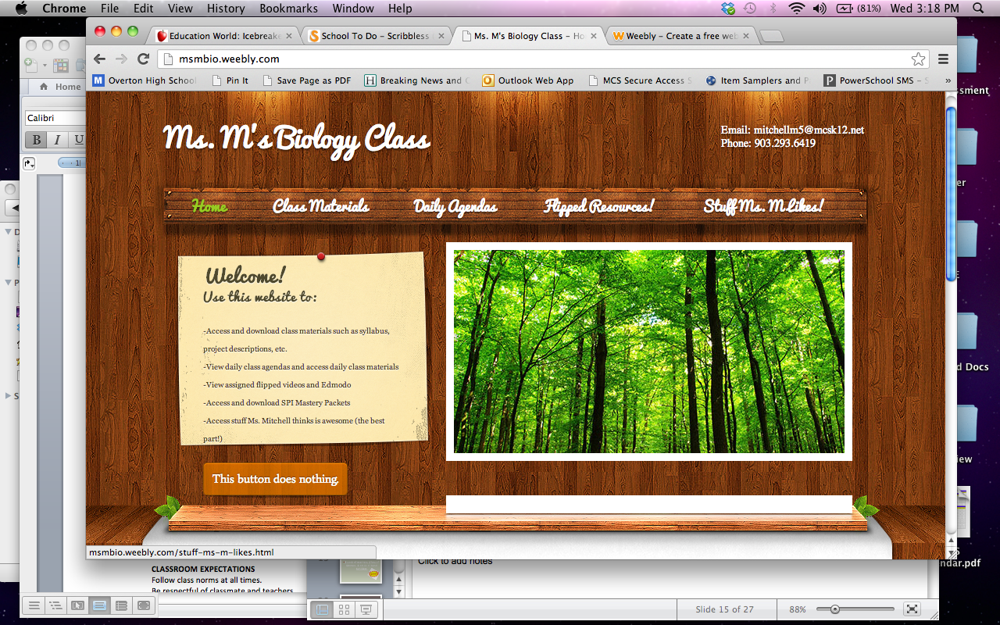 Chrome File Edit View History Bookmarks Window Help (81%) Wed 3:18 PM
Education World: Icebreake School To Do – Scribbless Ms. M's Biology Class – Ho Weebly – Create a free web
msmbio.weebly.com
Overton High School Pin It Save Page as PDF Breaking News and Outlook Web App MCS Secure Access S Item Samplers and P PowerSchool SMS – S »
Home
Calibri
B I U
Ms. M's Biology Class
Email: mitchellm5@mcsk12.net
Phone: 903.293.6419
Home Class Materials Daily Agendas Flipped Resources! Stuff Ms. M Likes!
Welcome!
Use this website to:
-Access and download class materials such as syllabus,
project descriptions, etc.
-View daily class agendas and access daily class materials
-View assigned flipped videos and Edmodo
-Access and download SPI Mastery Packets
-Access stuff Ms. Mitchell thinks is awesome (the best
part!)
This button does nothing.
msmbio.weebly.com/stuff-ms-m-likes.html
CLASSROOM EXPECTATIONS
Follow class norms at all times.
Be respectful of classmate and teachers
Click to add notes
Slide 15 of 27 88%
ssment
er
E
d Docs
iew
ndar.pdf